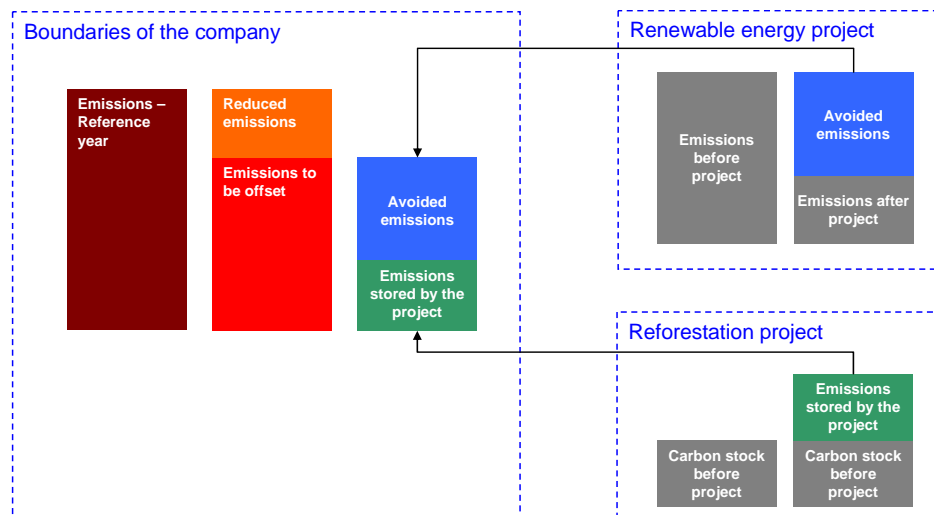 Boundaries of the company
Emissions –
Reference
year
Reduced
emissions
Emissions to
be offset
Avoided
emissions
Emissions
stored by the
project
Renewable energy project
Emissions
before
project
Avoided
emissions
Emissions after
project
Reforestation project
Emissions
stored by the
project
Carbon stock
before
project
Carbon stock
before
project